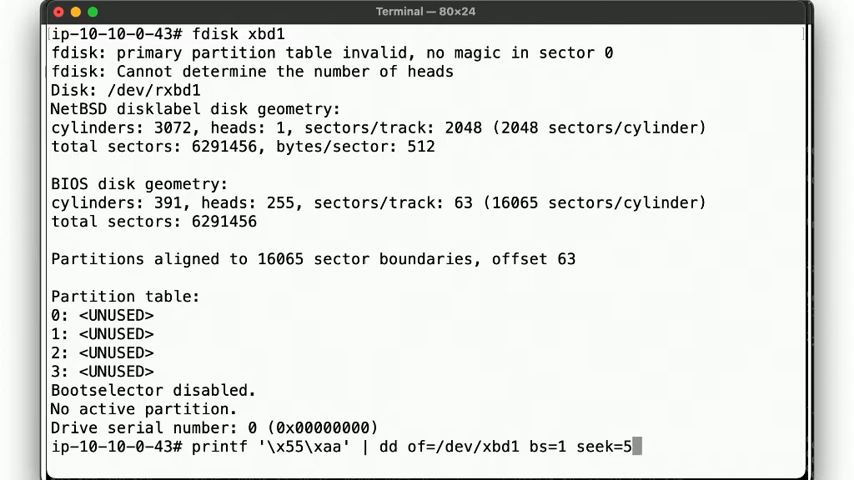 Terminal — 80×24
ip-10-10-0-43# fdisk xbd1
fdisk: primary partition table invalid, no magic in sector 0
fdisk: Cannot determine the number of heads
Disk: /dev/rxbd1
NetBSD disklabel disk geometry:
cylinders: 3072, heads: 1, sectors/track: 2048 (2048 sectors/cylinder)
total sectors: 6291456, bytes/sector: 512
BIOS disk geometry:
cylinders: 391, heads: 255, sectors/track: 63 (16065 sectors/cylinder)
total sectors: 6291456
Partitions aligned to 16065 sector boundaries, offset 63
Partition table:
0: <UNUSED>
1: <UNUSED>
2: <UNUSED>
3: <UNUSED>
Bootselector disabled.
No active partition.
Drive serial number: 0 (0x00000000)
ip-10-10-0-43# printf '\x55\xaa' | dd of=/dev/xbd1 bs=1 seek=5